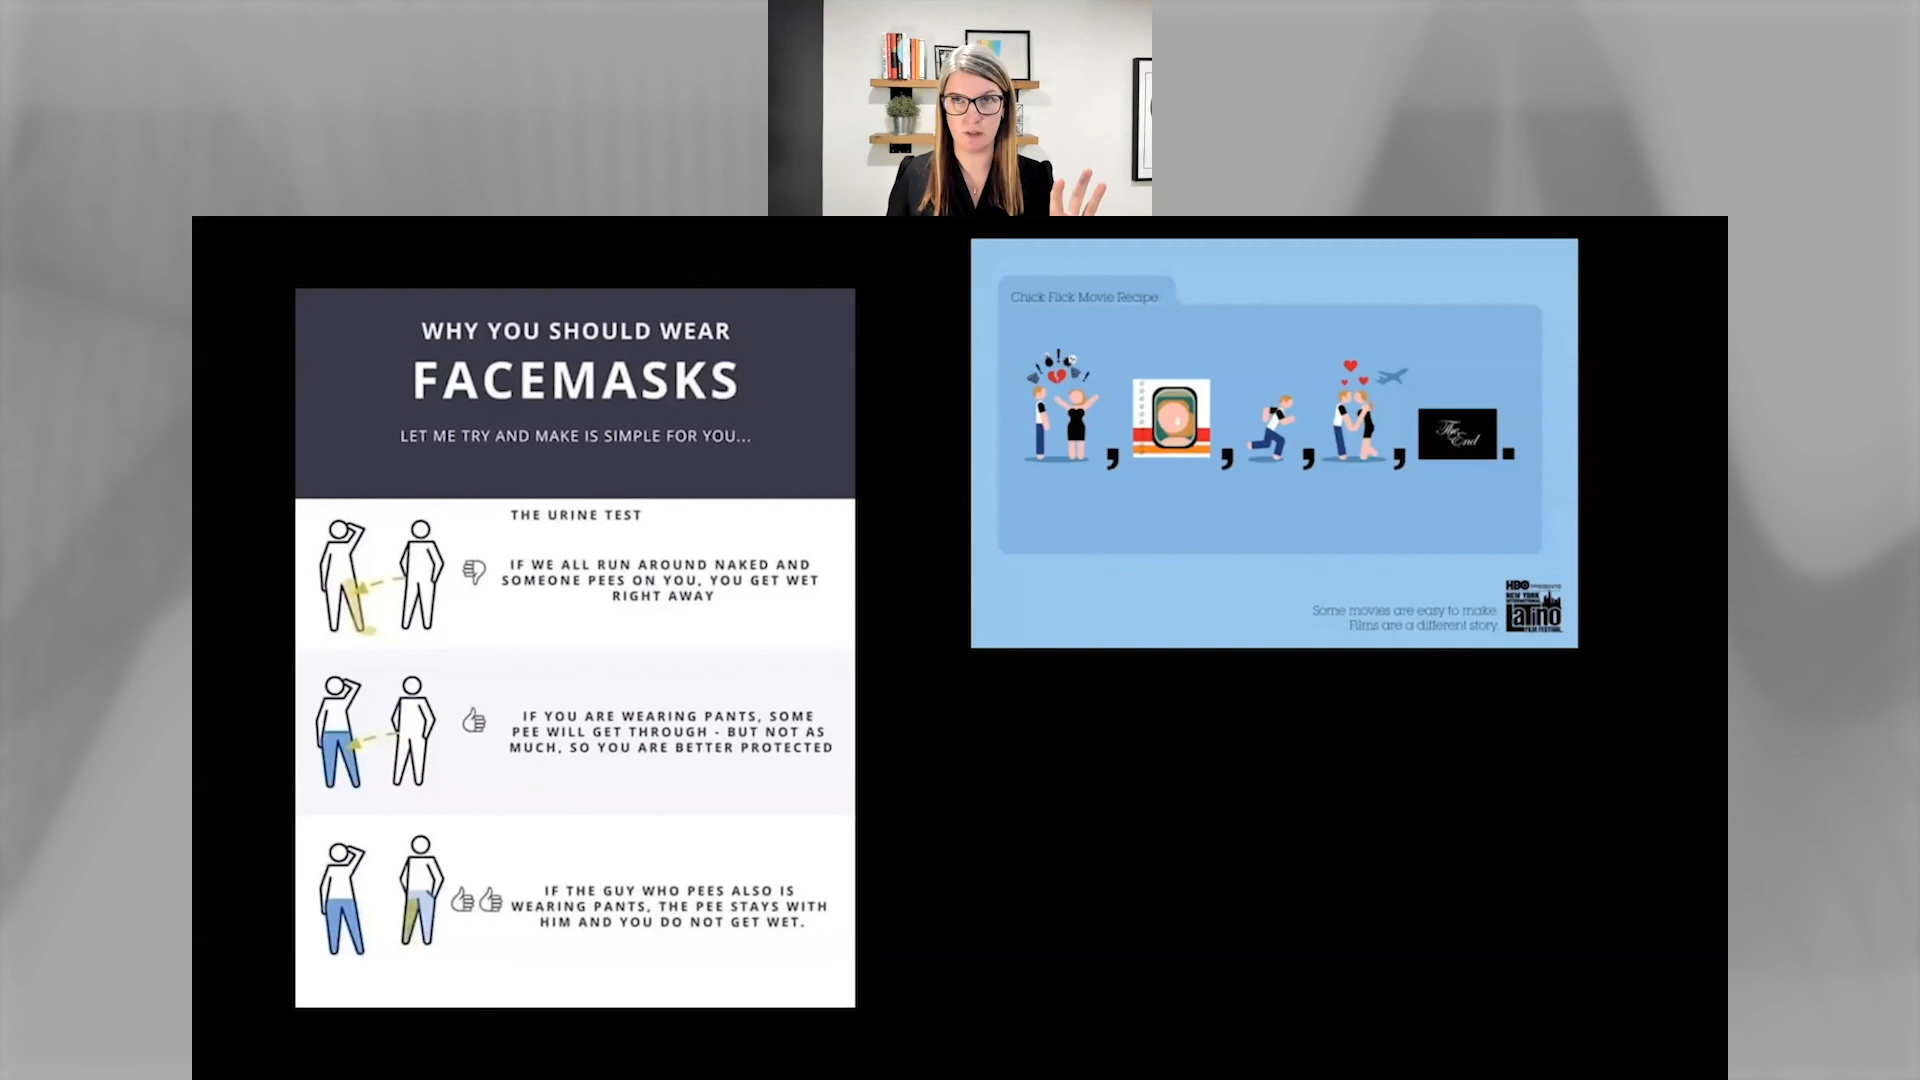 WHY YOU SHOULD WEAR
FACEMASKS
LET ME TRY AND MAKE IS SIMPLE FOR YOU...
THE URINE TEST
IF WE ALL RUN AROUND NAKED AND
SOMEONE PEES ON YOU, YOU GET WET
RIGHT AWAY
IF YOU ARE WEARING PANTS, SOME
PEE WILL GET THROUGH - BUT NOT AS
MUCH, SO YOU ARE BETTER PROTECTED
IF THE GUY WHO PEES ALSO IS
WEARING PANTS, THE PEE STAYS WITH
HIM AND YOU DO NOT GET WET.
Chick Flick Movie Recipe
, , , , .
The
End
Some movies are easy to make
Films are a different story.
HBO PRESENTS
NEW YORK
INTERNATIONAL
LaTino
FILM FESTIVAL